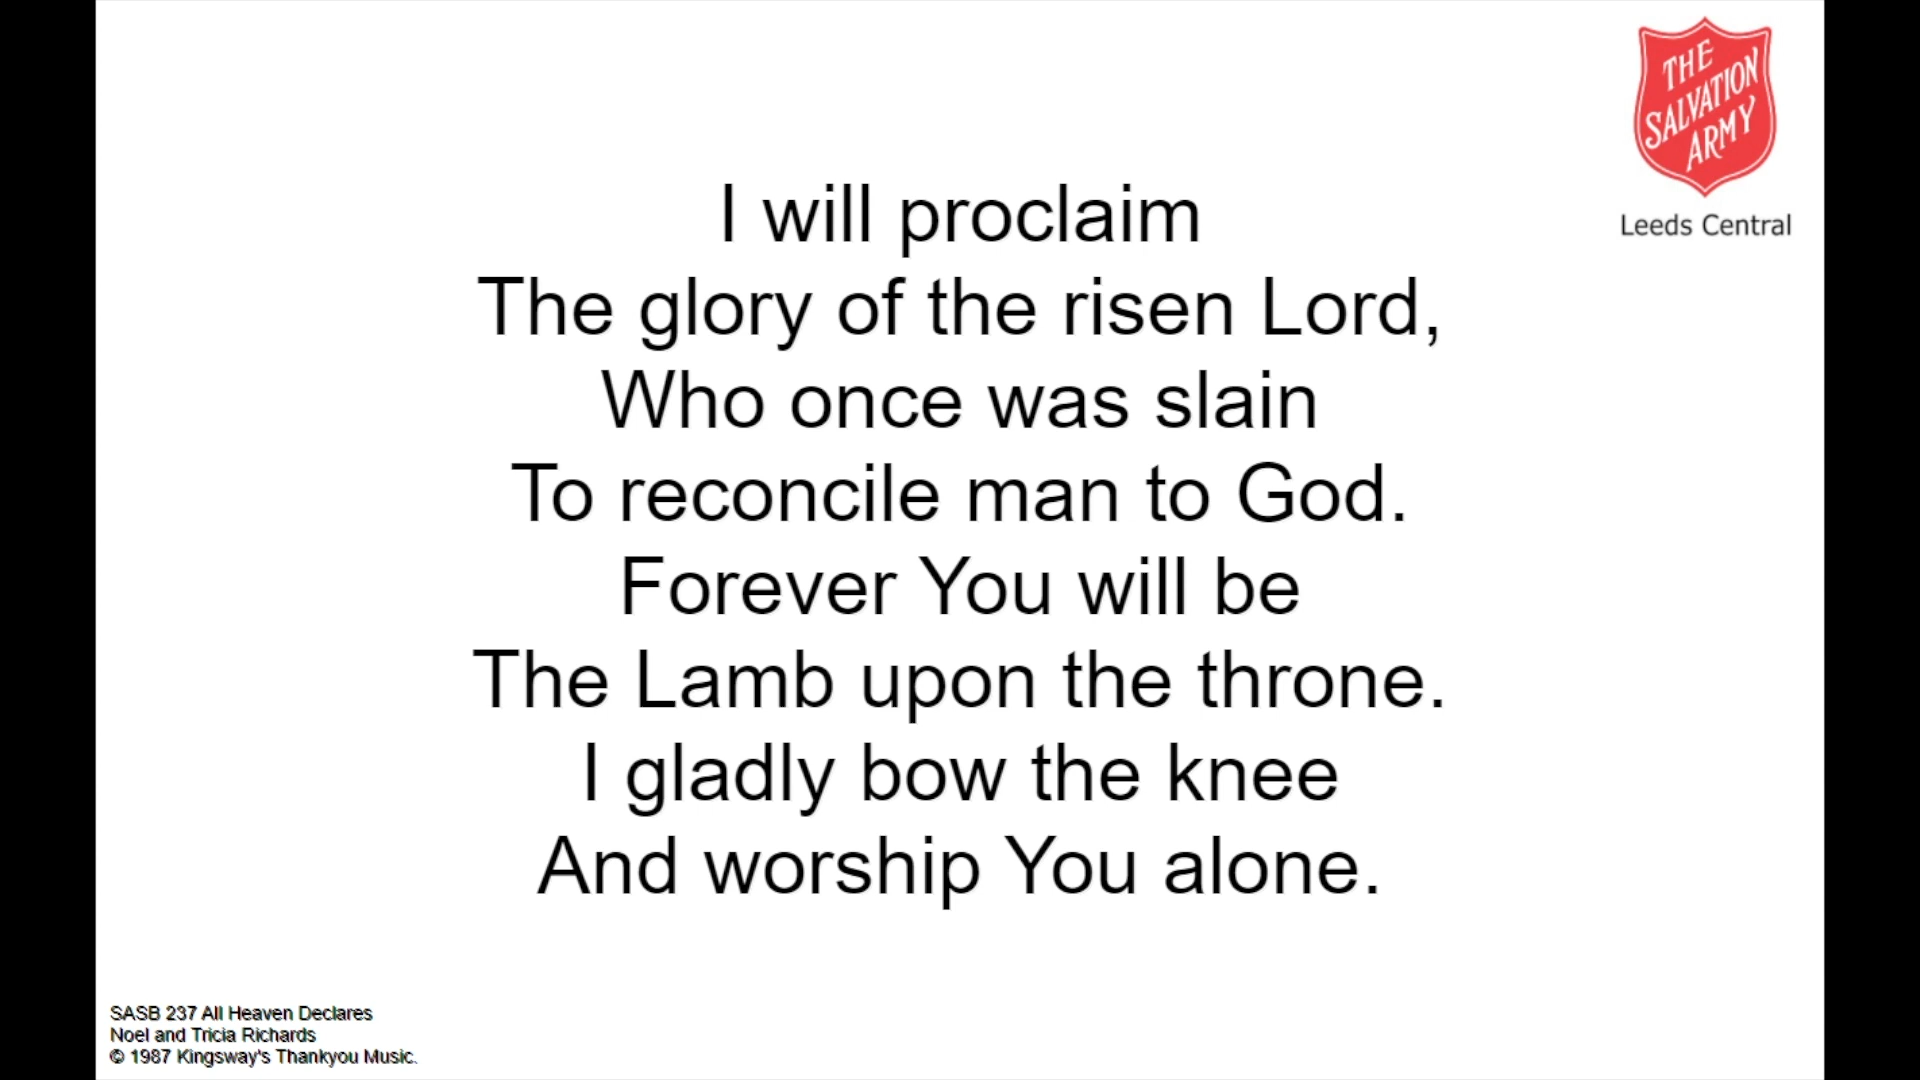 THE
SALVATION
ARMY
Leeds Central
I will proclaim
The glory of the risen Lord,
Who once was slain
To reconcile man to God.
Forever You will be
The Lamb upon the throne.
I gladly bow the knee
And worship You alone.
SASB 237 All Heaven Declares
Noel and Tricia Richards
© 1987 Kingsway's Thankyou Music.